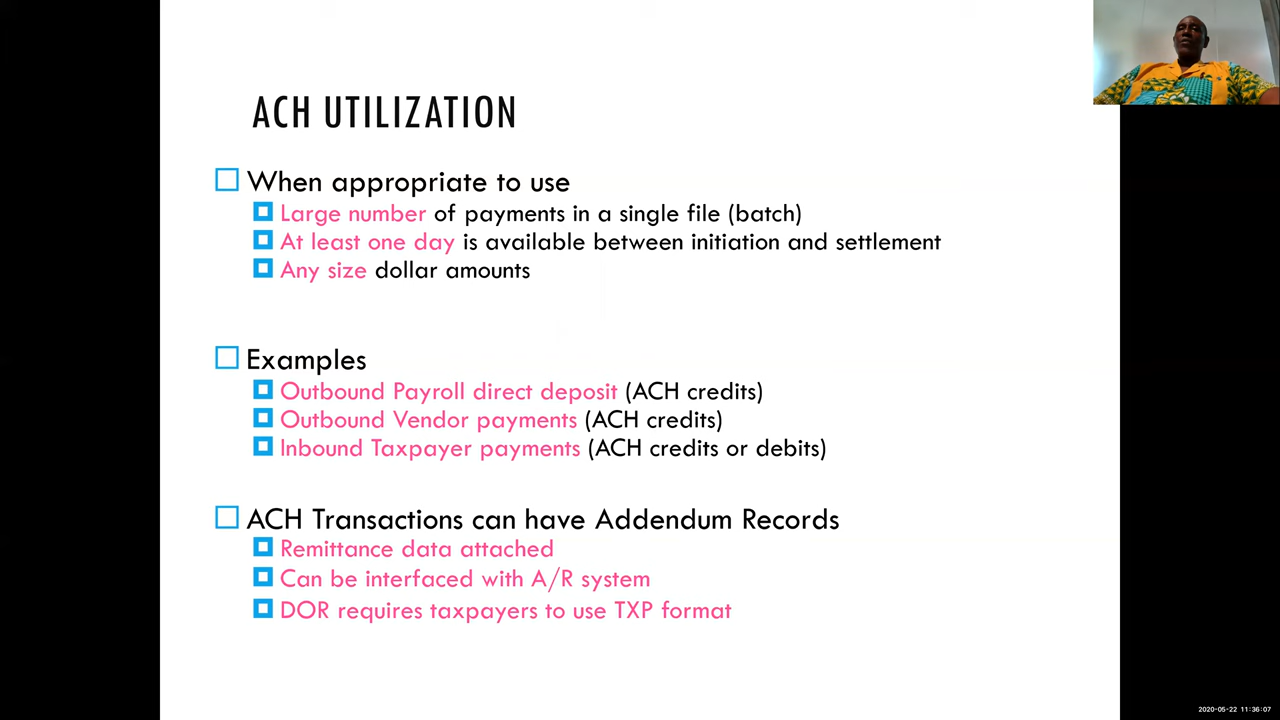 ACH UTILIZATION
When appropriate to use
Large number of payments in a single file (batch)
At least one day is available between initiation and settlement
Any size dollar amounts
Examples
Outbound Payroll direct deposit (ACH credits)
Outbound Vendor payments (ACH credits)
Inbound Taxpayer payments (ACH credits or debits)
ACH Transactions can have Addendum Records
Remittance data attached
Can be interfaced with A/R system
DOR requires taxpayers to use TXP format
2020-05-22 11:36:07